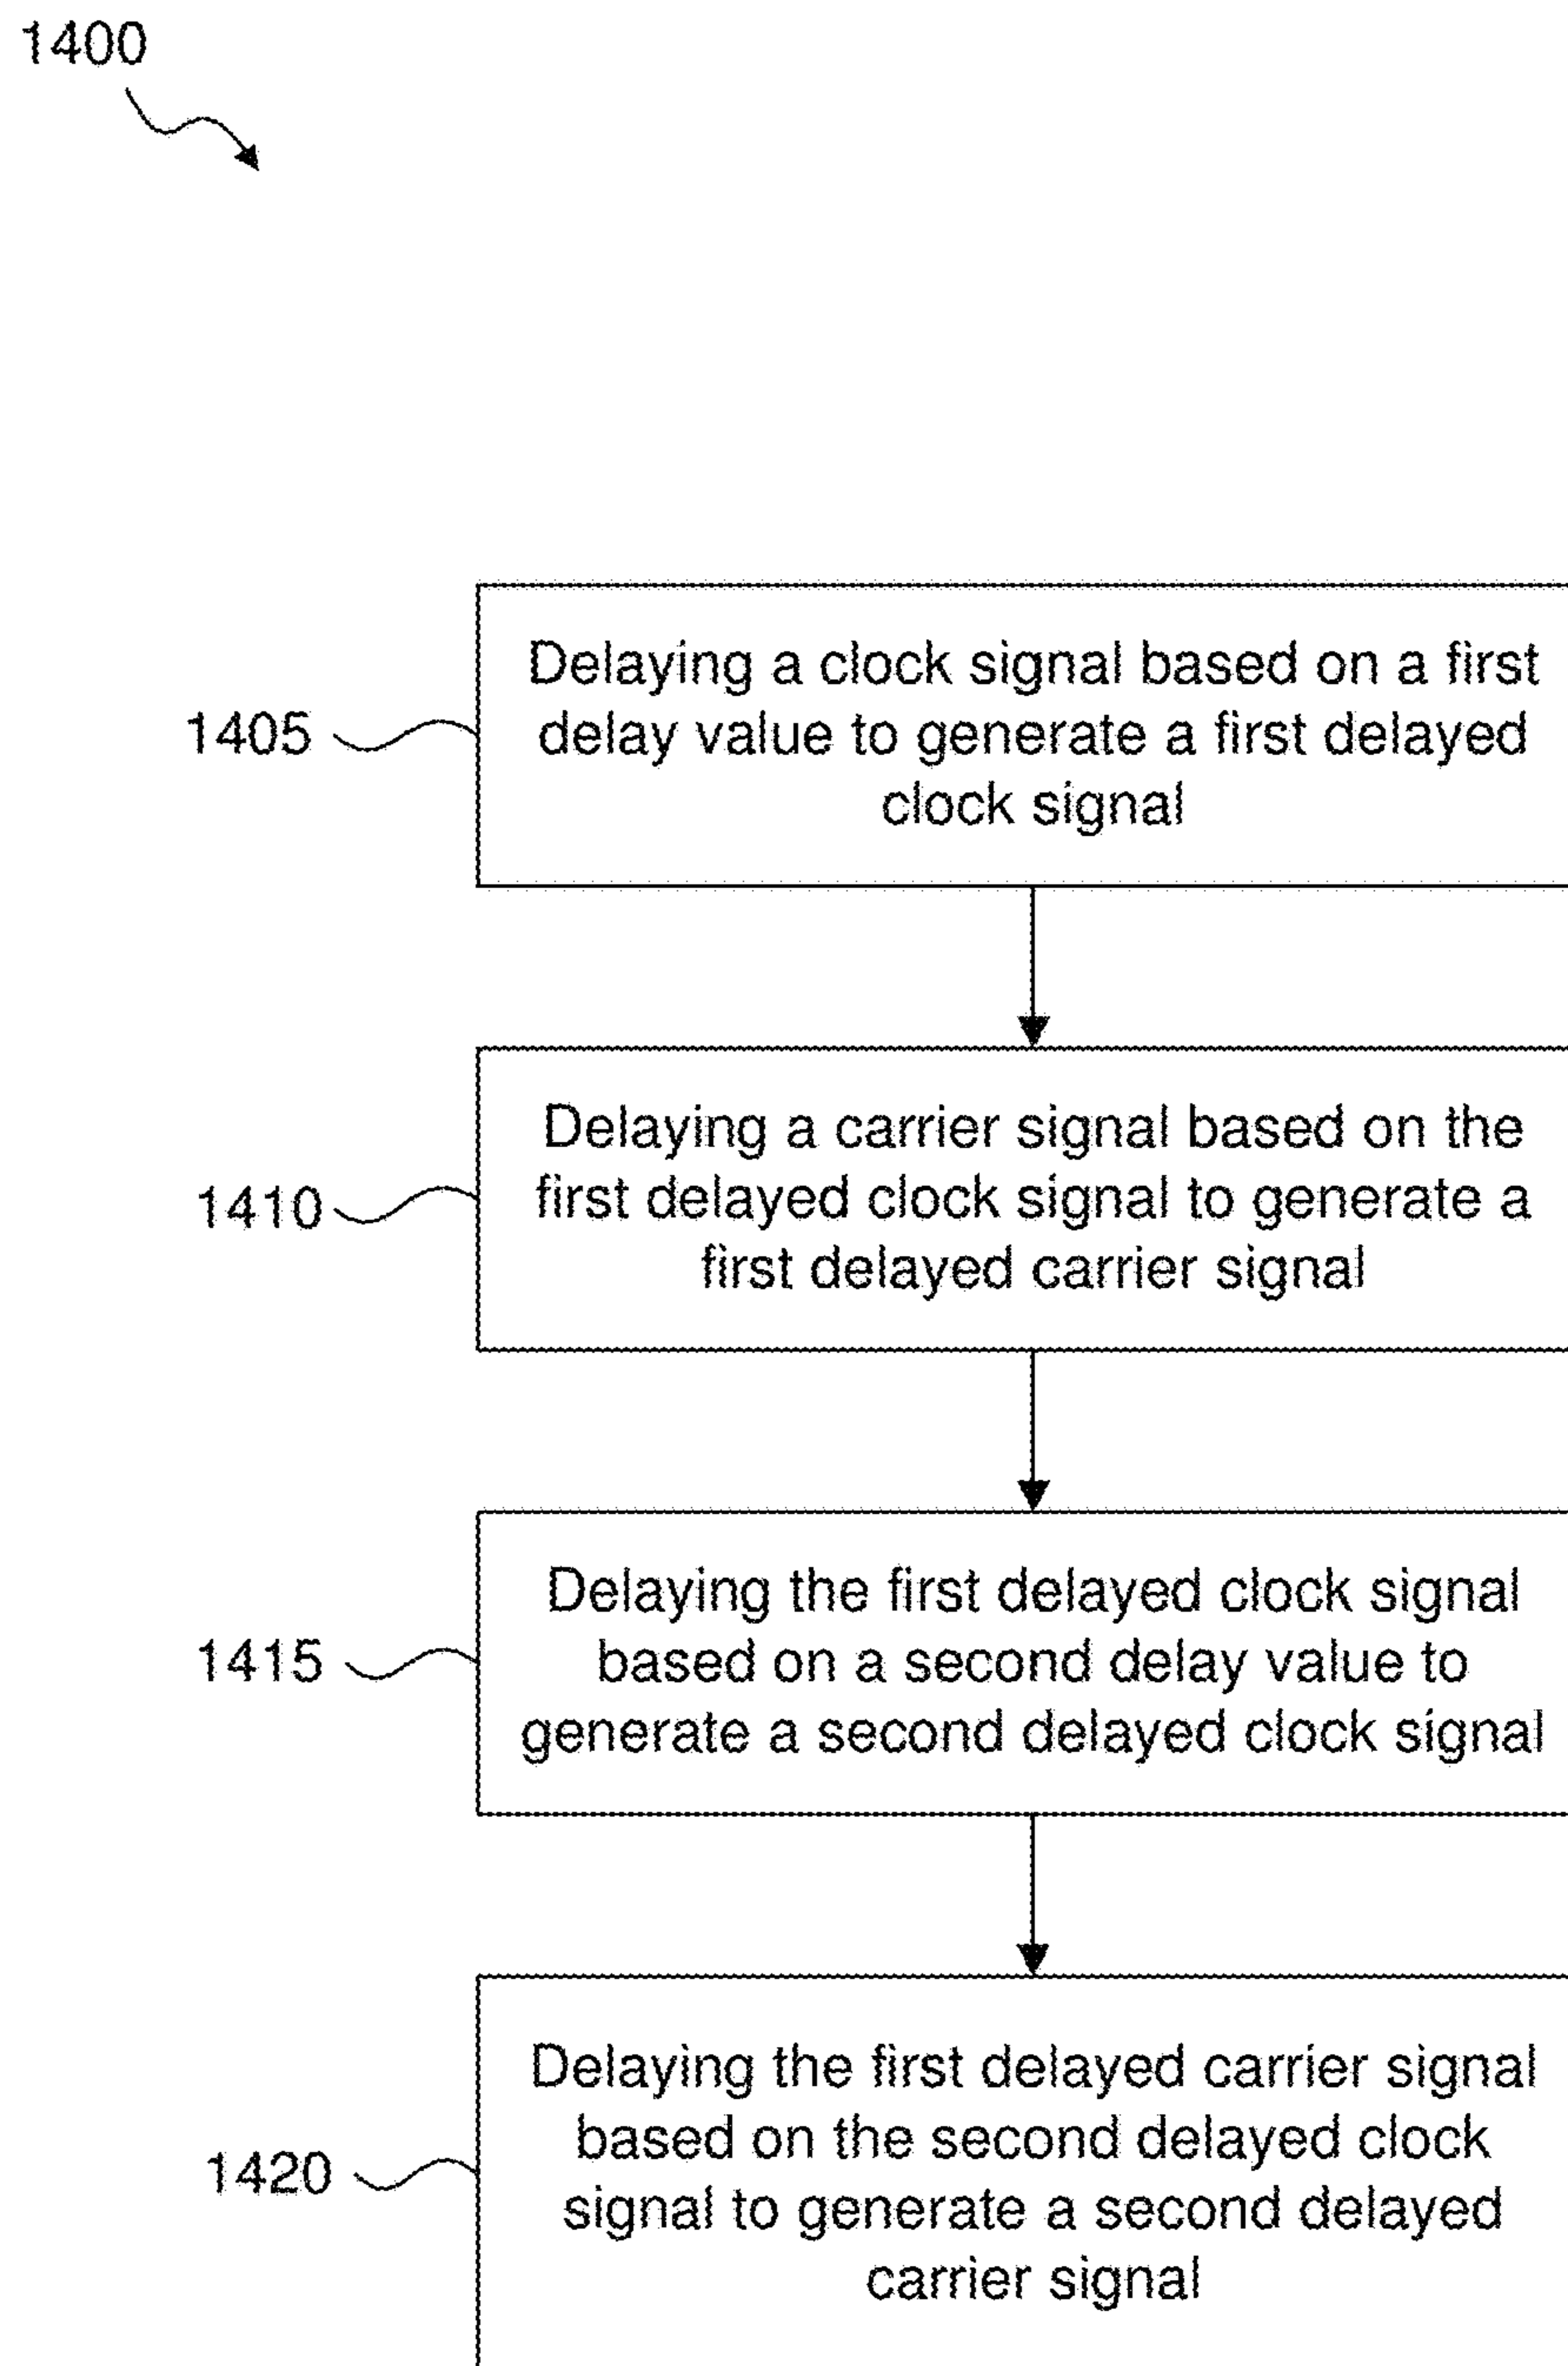 1400
Delaying a clock signal based on a first
delay value to generate a first delayed
clock signal
1405
Delaying a carrier signal based on the
first delayed clock signal to generate a
first delayed carrier signal
1410
Delaying the first delayed clock signal
based on a second delay value to
generate a second delayed clock signal
1415
Delaying the first delayed carrier signal
based on the second delayed clock
signal to generate a second delayed
carrier signal
1420